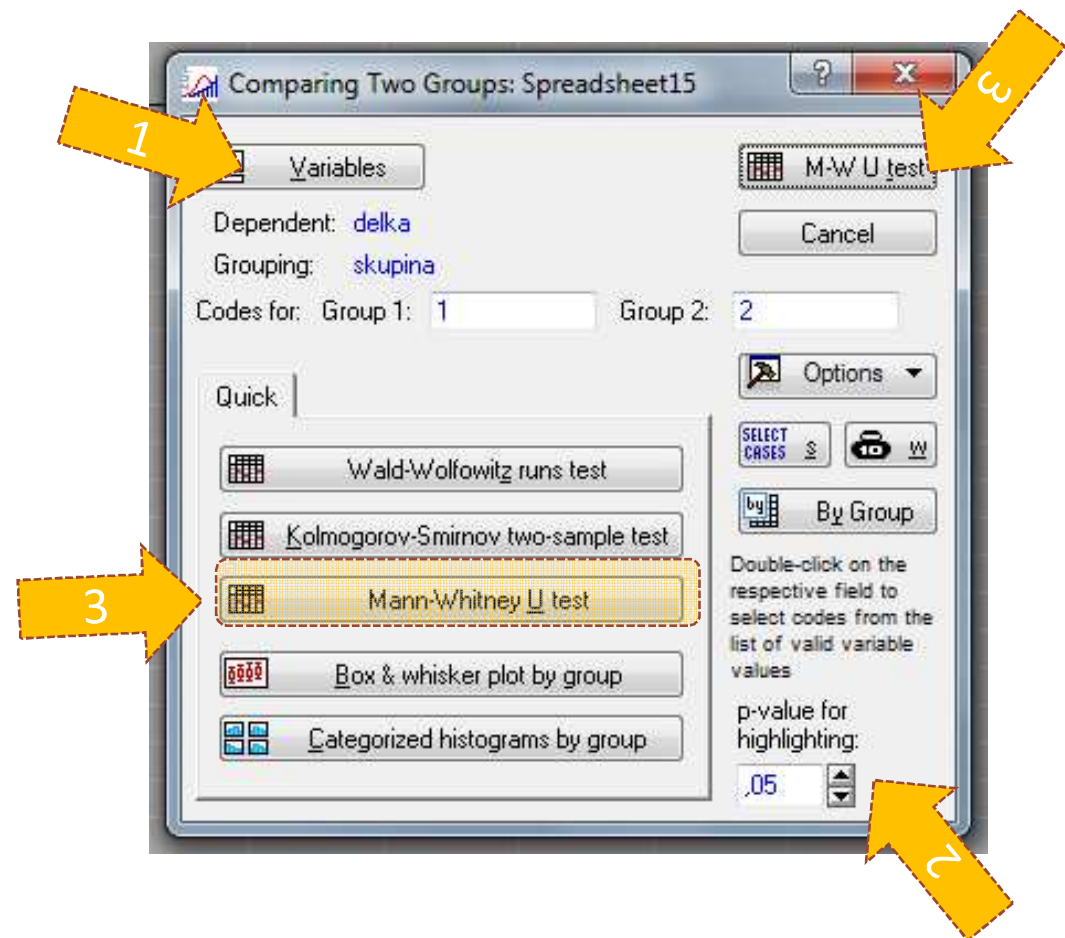 Comparing Two Groups: Spreadsheet15
?
x
1
3
Variables
M-W U test
Dependent: delka
Cancel
Grouping: skupina
Codes for: Group 1: 1 Group 2: 2
Options
Quick
SELECT CASES S
W
Wald-Wolfowitz runs test
By Group
Kolmogorov-Smirnov two-sample test
Mann-Whitney U test
3
Box & whisker plot by group
Categorized histograms by group
Double-click on the
respective field to
select codes from the
list of valid variable
values
p-value for
highlighting:
,05
2